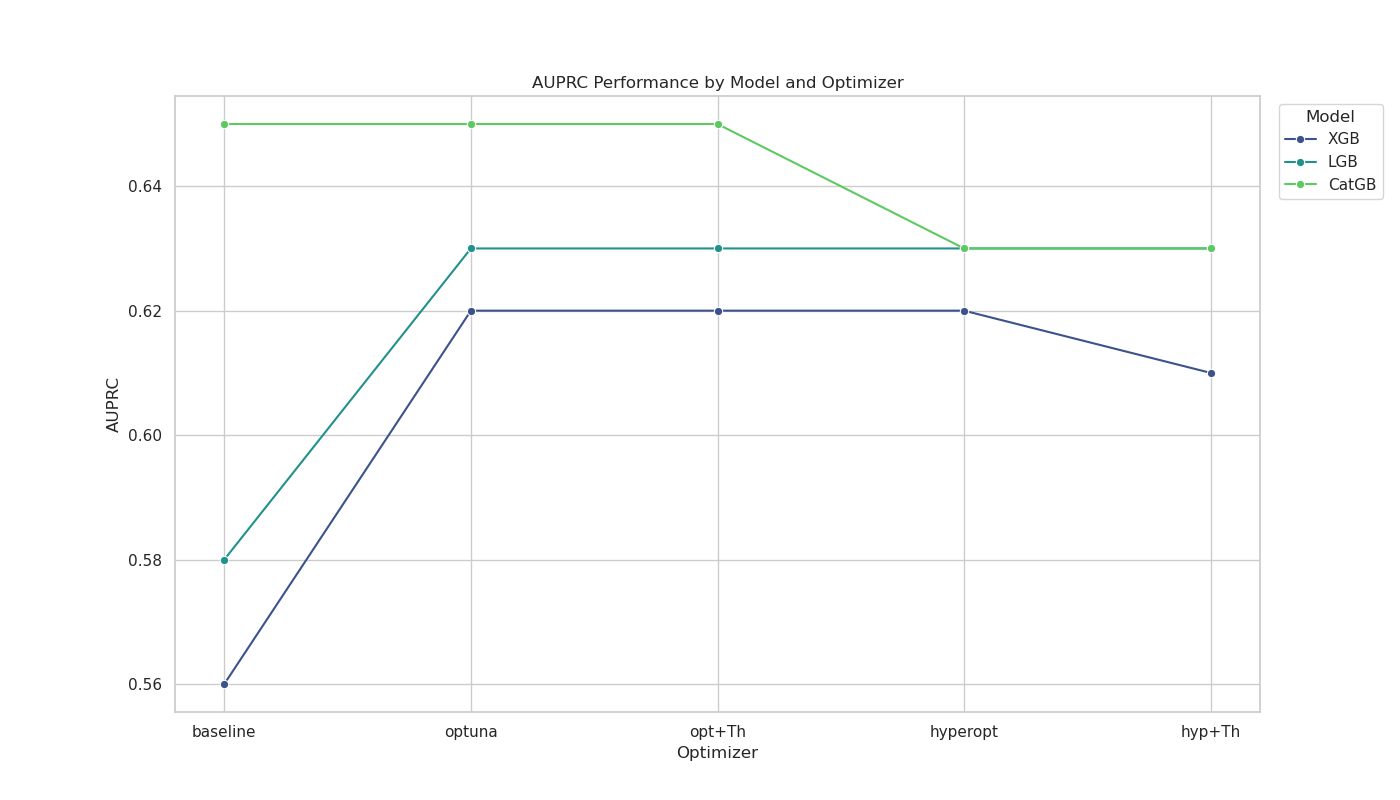 AUPRC Performance by Model and Optimizer
Model
XGB
LGB
CatGB
AUPRC
0.64
0.62
0.60
0.58
0.56
baseline optuna opt+Th hyperopt hyp+Th
Optimizer